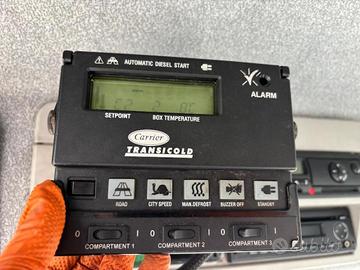 AUTOMATIC DIESEL START
ALARM
SETPOINT BOX TEMPERATURE
Carrier
TRANSICOLD
ROAD CITY SPEED MAN.DEFROST BUZZER OFF STANDBY
I O I O I O
COMPARTMENT 1 COMPARTMENT 2 COMPARTMENT 3